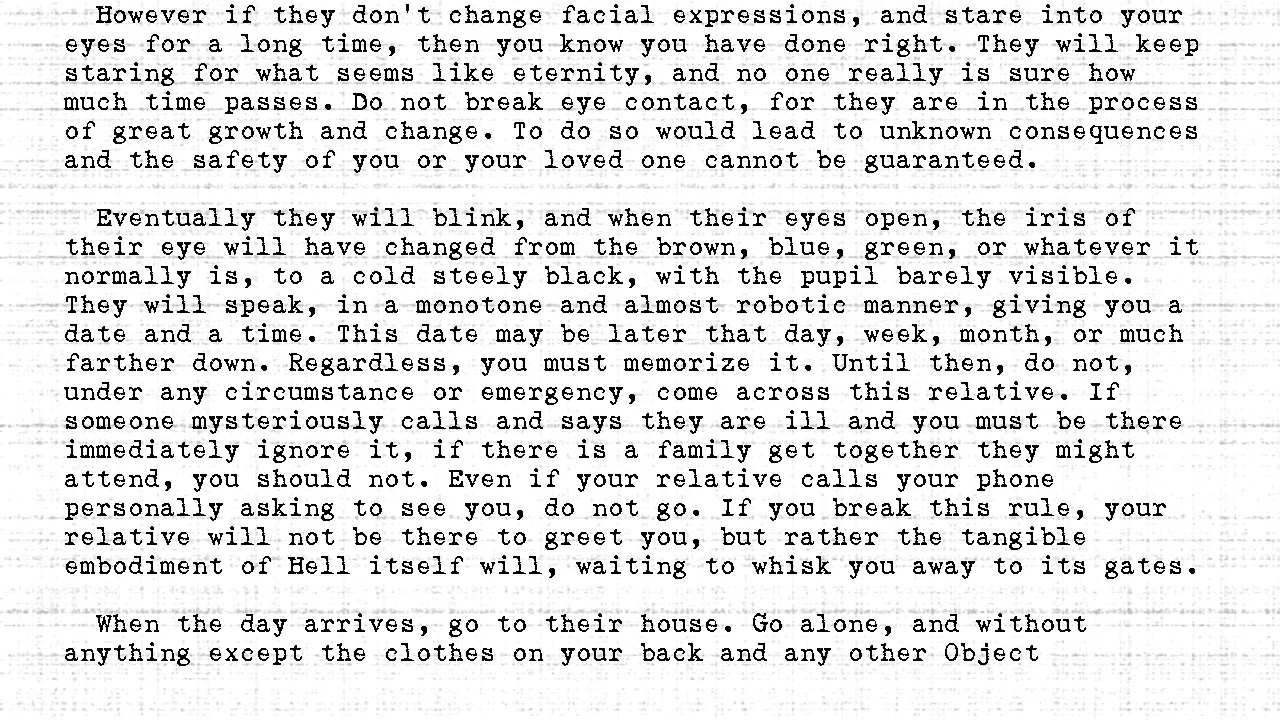 However if they don't change facial expressions, and stare into your
eyes for a long time, then you know you have done right. They will keep
staring for what seems like eternity, and no one really is sure how
much time passes. Do not break eye contact, for they are in the process
of great growth and change. To do so would lead to unknown consequences
and the safety of you or your loved one cannot be guaranteed.
Eventually they will blink, and when their eyes open, the iris of
their eye will have changed from the brown, blue, green, or whatever it
normally is, to a cold steely black, with the pupil barely visible.
They will speak, in a monotone and almost robotic manner, giving you a
date and a time. This date may be later that day, week, month, or much
farther down. Regardless, you must memorize it. Until then, do not,
under any circumstance or emergency, come across this relative. If
someone mysteriously calls and says they are ill and you must be there
immediately ignore it, if there is a family get together they might
attend, you should not. Even if your relative calls your phone
personally asking to see you, do not go. If you break this rule, your
relative will not be there to greet you, but rather the tangible
embodiment of Hell itself will, waiting to whisk you away to its gates.
When the day arrives, go to their house. Go alone, and without
anything except the clothes on your back and any other Object